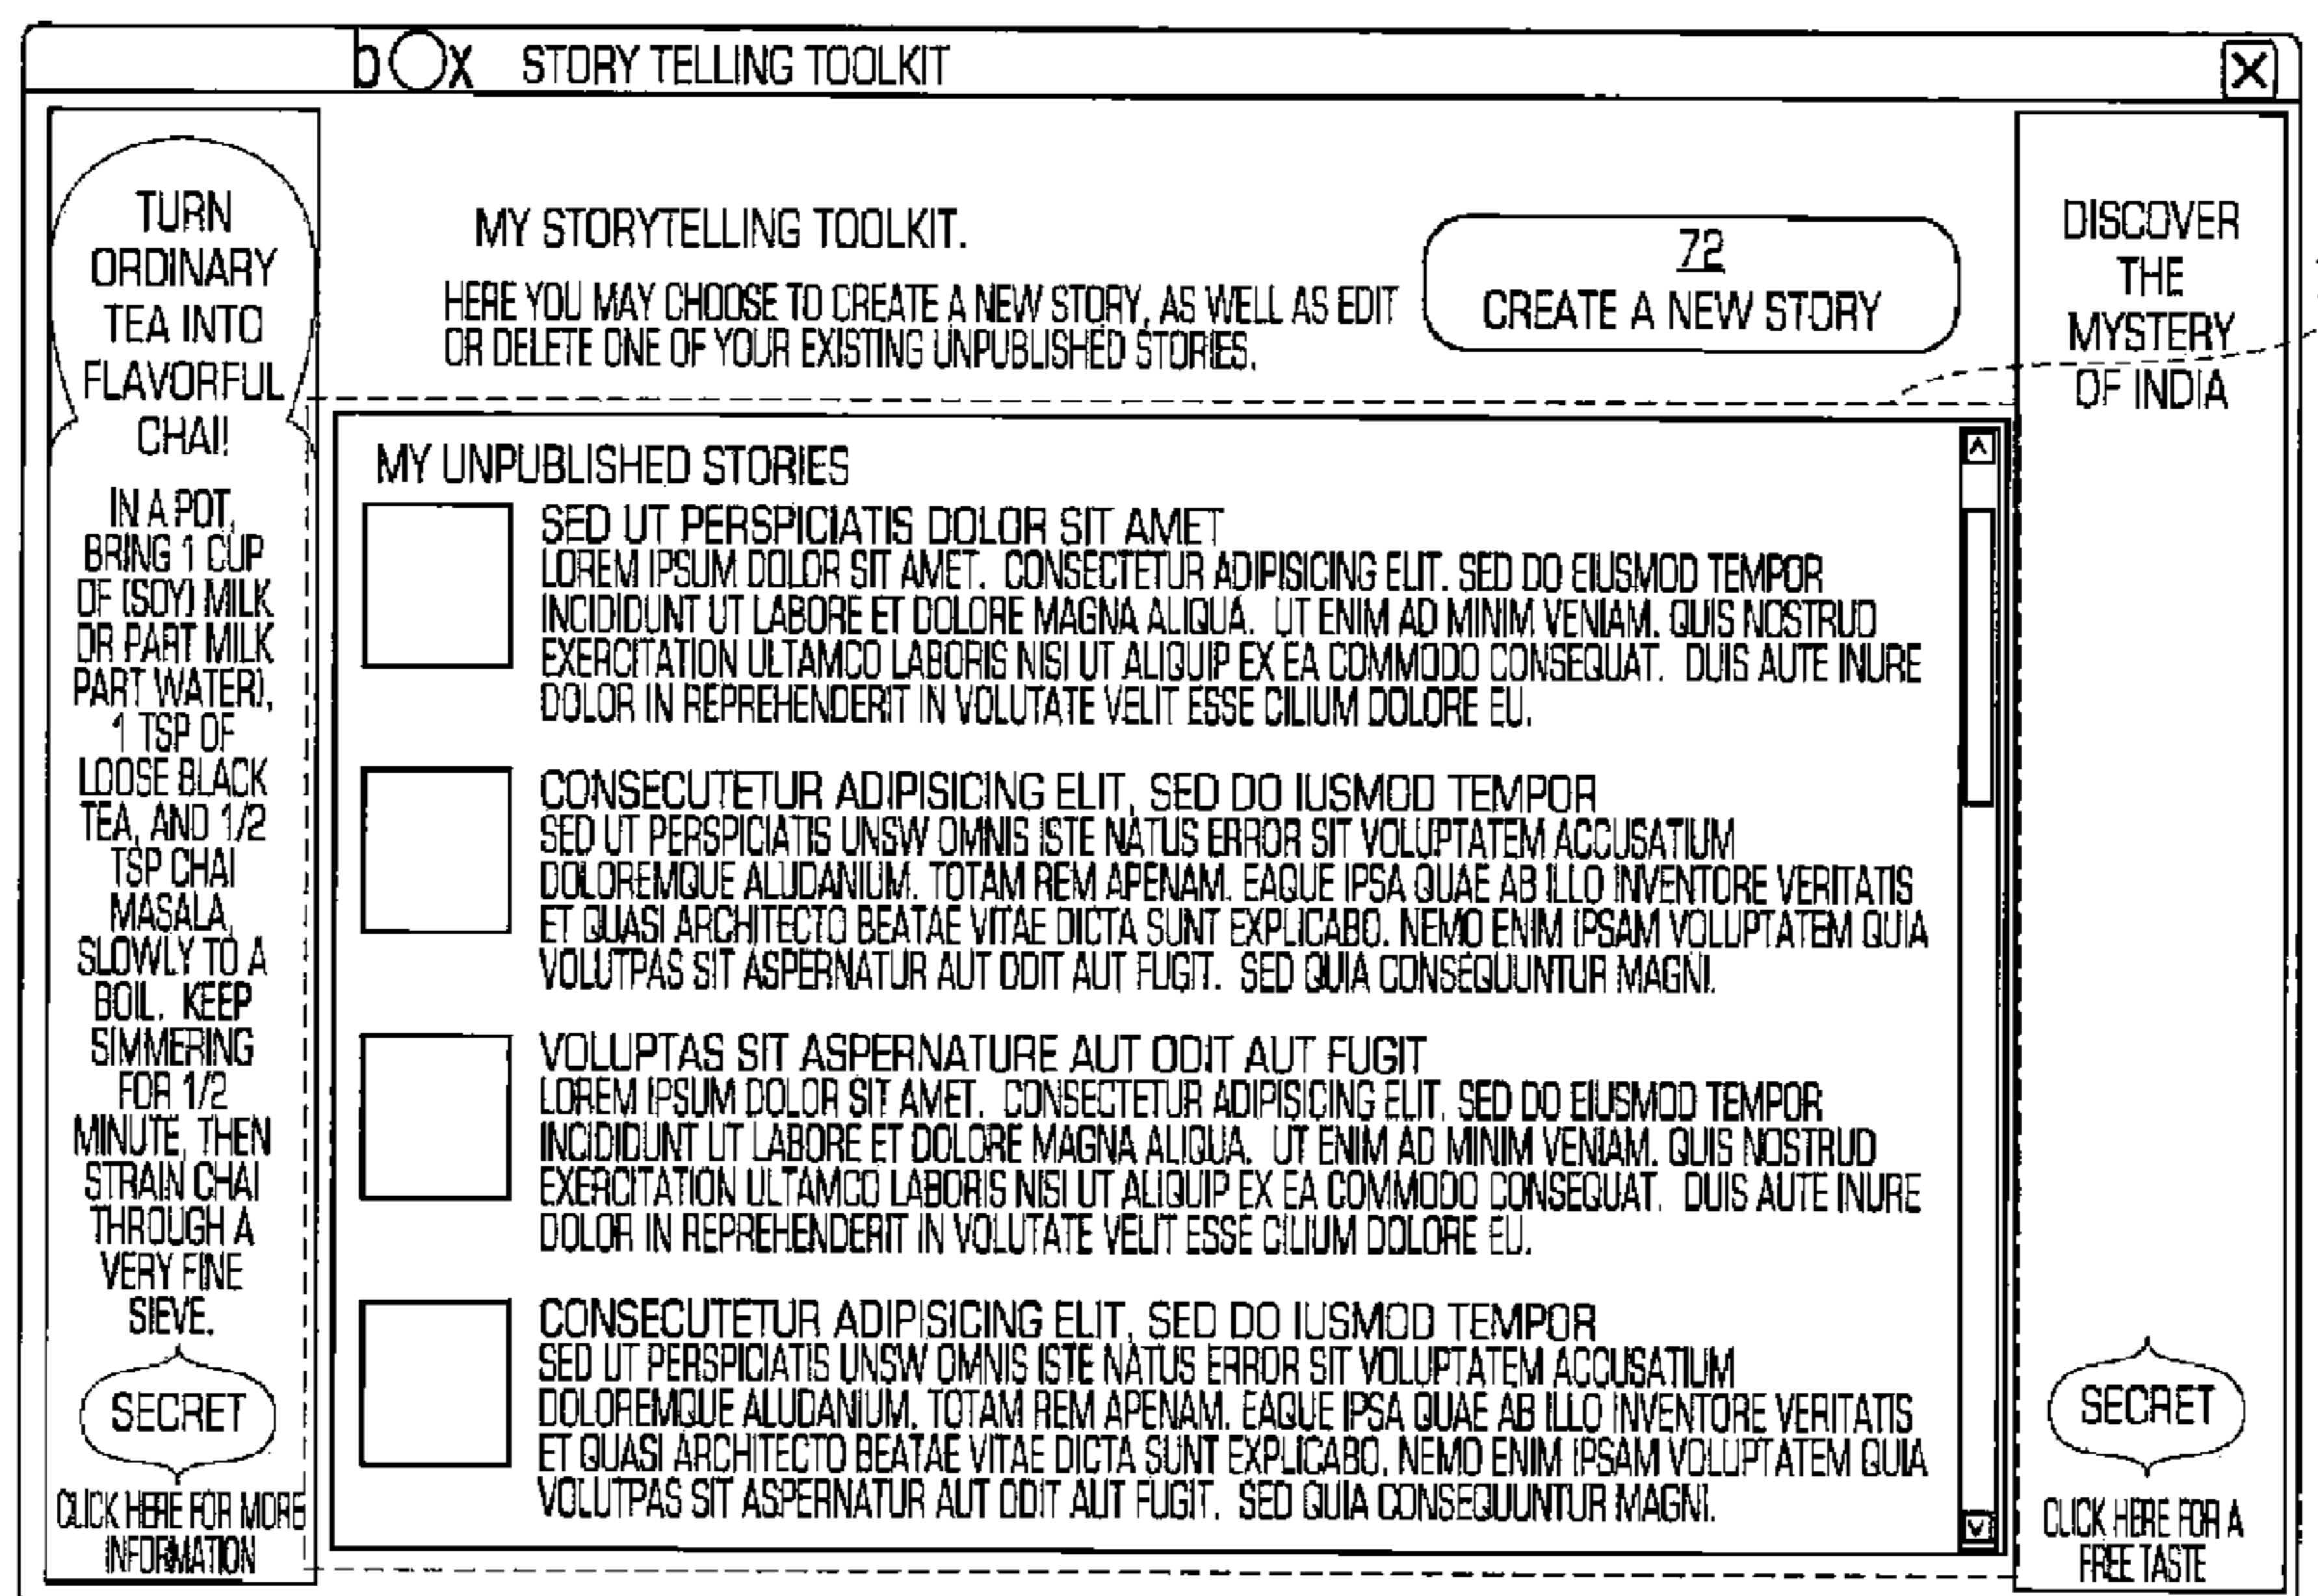 bOx STORY TELLING TOOLKIT
X
TURN
ORDINARY
TEA INTO
FLAVORFUL
CHAI!
IN A POT,
BRING 1 CUP
OF (SOY) MILK
OR PART MILK
PART WATER),
1 TSP OF
LOOSE BLACK
TEA, AND 1/2
TSP CHAI
MASALA,
SLOWLY TO A
BOIL. KEEP
SIMMERING
FOR 1/2
MINUTE, THEN
STRAIN CHAI
THROUGH A
VERY FINE
SIEVE.
SECRET
CLICK HERE FOR MORE
INFORMATION
MY STORYTELLING TOOLKIT.
HERE YOU MAY CHOOSE TO CREATE A NEW STORY, AS WELL AS EDIT
OR DELETE ONE OF YOUR EXISTING UNPUBLISHED STORIES.
72
CREATE A NEW STORY
MY UNPUBLISHED STORIES
SED UT PERSPICIATIS DOLOR SIT AMET
LOREM IPSUM DOLOR SIT AMET. CONSECTETUR ADIPISICING ELIT. SED DO EIUSMOD TEMPOR
INCIDIDUNT UT LABORE ET DOLORE MAGNA ALIQUA. UT ENIM AD MINIM VENIAM. QUIS NOSTRUD
EXERCITATION ULTAMCO LABORIS NISI UT ALIQUIP EX EA COMMODO CONSEQUAT. DUIS AUTE INURE
DOLOR IN REPREHENDERIT IN VOLUTATE VELIT ESSE CILIUM DOLORE EU.
CONSECUTETUR ADIPISICING ELIT, SED DO IUSMOD TEMPOR
SED UT PERSPICIATIS UNSW OMNIS ISTE NATUS ERROR SIT VOLUPTATEM ACCUSATIUM
DOLOREMQUE ALUDANIUM. TOTAM REM APENAM. EAQUE IPSA QUAE AB ILLO INVENTORE VERITATIS
ET QUASI ARCHITECTO BEATAE VITAE DICTA SUNT EXPLICABO. NEMO ENIM IPSAM VOLUPTATEM QUIA
VOLUTPAS SIT ASPERNATUR AUT ODIT AUT FUGIT. SED QUIA CONSEQUUNTUR MAGNI.
VOLUPTAS SIT ASPERNATURE AUT ODIT AUT FUGIT
LOREM IPSUM DOLOR SIT AMET. CONSECTETUR ADIPISICING ELIT. SED DO EIUSMOD TEMPOR
INCIDIDUNT UT LABORE ET DOLORE MAGNA ALIQUA. UT ENIM AD MINIM VENIAM. QUIS NOSTRUD
EXERCITATION ULTAMCO LABORIS NISI UT ALIQUIP EX EA COMMODO CONSEQUAT. DUIS AUTE INURE
DOLOR IN REPREHENDERIT IN VOLUTATE VELIT ESSE CILIUM DOLORE EU.
CONSECUTETUR ADIPISICING ELIT, SED DO IUSMOD TEMPOR
SED UT PERSPICIATIS UNSW OMNIS ISTE NATUS ERROR SIT VOLUPTATEM ACCUSATIUM
DOLOREMQUE ALUDANIUM. TOTAM REM APENAM. EAQUE IPSA QUAE AB ILLO INVENTORE VERITATIS
ET QUASI ARCHITECTO BEATAE VITAE DICTA SUNT EXPLICABO. NEMO ENIM IPSAM VOLUPTATEM QUIA
VOLUTPAS SIT ASPERNATUR AUT ODIT AUT FUGIT. SED QUIA CONSEQUUNTUR MAGNI.
DISCOVER
THE
MYSTERY
OF INDIA
SECRET
CLICK HERE FOR A
FREE TASTE